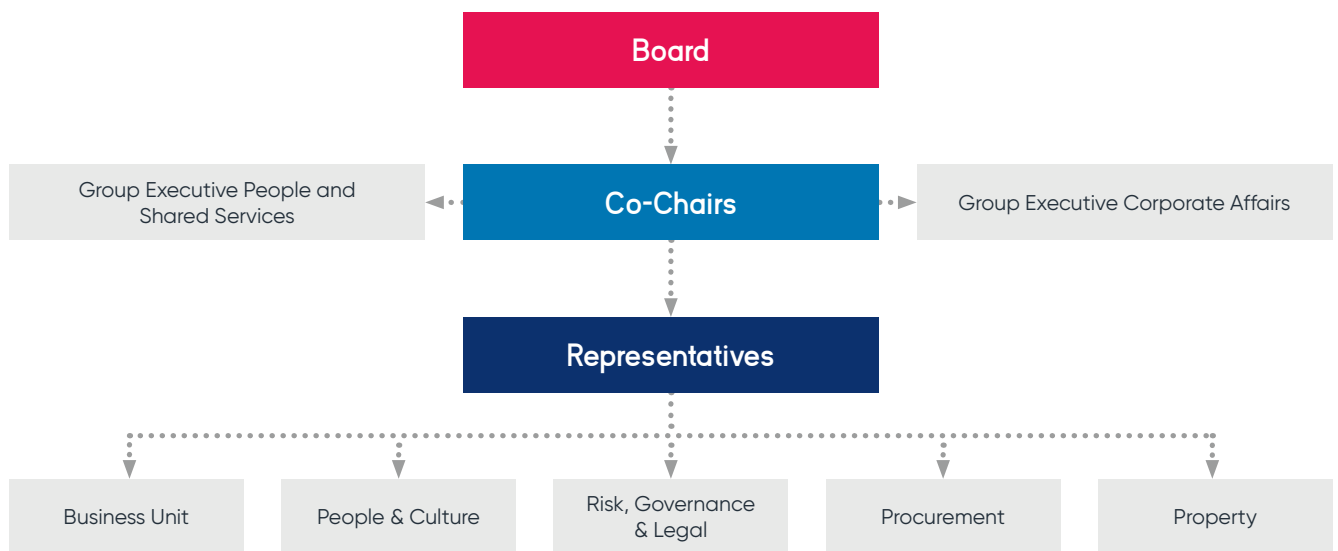 Board
Group Executive People and
Shared Services
Co-Chairs
Group Executive Corporate Affairs
Representatives
Business Unit
People & Culture
Risk, Governance
& Legal
Procurement
Property